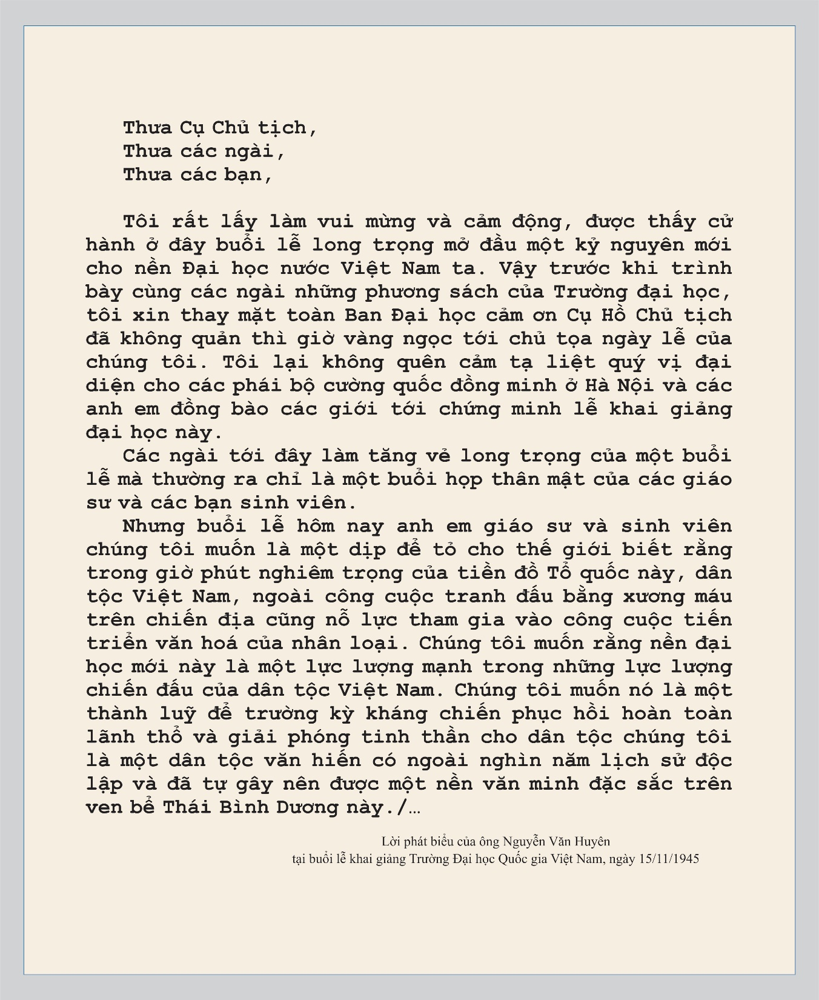 Thưa Cụ Chủ tịch,
Thưa các ngài,
Thưa các bạn,
Tôi rất lấy làm vui mừng và cảm động, được thấy cử
hành ở đây buổi lễ long trọng mở đầu một kỷ nguyên mới
cho nền Đại học nước Việt Nam ta. Vậy trước khi trình
bày cùng các ngài những phương sách của Trường đại học,
tôi xin thay mặt toàn Ban Đại học cảm ơn Cụ Hồ Chủ tịch
đã không quản thì giờ vàng ngọc tới chủ tọa ngày lễ của
chúng tôi. Tôi lại không quên cảm tạ liệt quý vị đại
diện cho các phái bộ cường quốc đồng minh ở Hà Nội và các
anh em đồng bào các giới tới chứng minh lễ khai giảng
đại học này.
Các ngài tới đây làm tăng vẻ long trọng của một buổi
lễ mà thường ra chỉ là một buổi họp thân mật của các giáo
sư và các bạn sinh viên.
Nhưng buổi lễ hôm nay anh em giáo sư và sinh viên
chúng tôi muốn là một dịp để tỏ cho thế giới biết rằng
trong giờ phút nghiêm trọng của tiền đồ Tổ quốc này, dân
tộc Việt Nam, ngoài công cuộc tranh đấu bằng xương máu
trên chiến địa cũng nỗ lực tham gia vào công cuộc tiến
triển văn hoá của nhân loại. Chúng tôi muốn rằng nền đại
học mới này là một lực lượng mạnh trong những lực lượng
chiến đấu của dân tộc Việt Nam. Chúng tôi muốn nó là một
thành luỹ để trường kỳ kháng chiến phục hồi hoàn toàn
lãnh thổ và giải phóng tinh thần cho dân tộc chúng tôi
là một dân tộc văn hiến có ngoài nghìn năm lịch sử độc
lập và đã tự gây nên được một nền văn minh đặc sắc trên
ven bể Thái Bình Dương này./…
Lời phát biểu của ông Nguyễn Văn Huyên
tại buổi lễ khai giảng Trường Đại học Quốc gia Việt Nam, ngày 15/11/1945